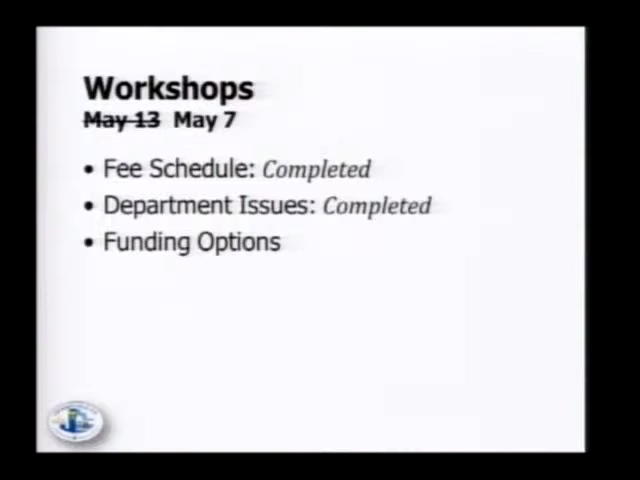 Workshops
May 13 May 7
• Fee Schedule: Completed
• Department Issues: Completed
• Funding Options